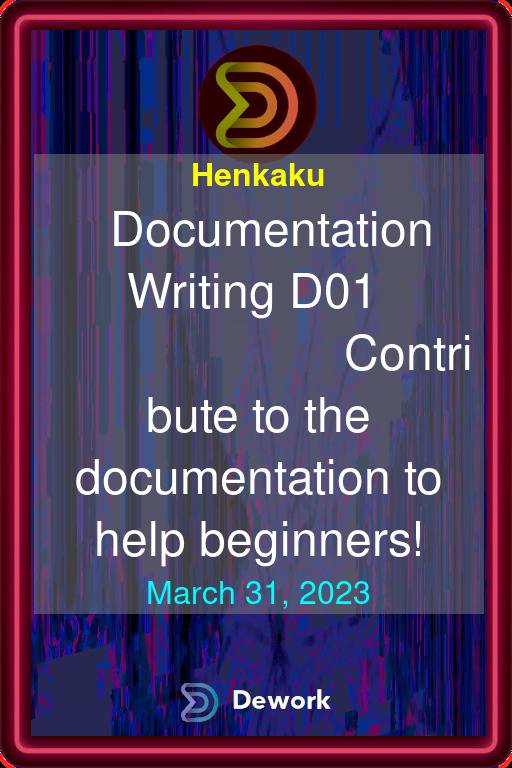 Henkaku
Documentation
Writing D01
Contri
bute to the
documentation to
help beginners!
March 31, 2023
Dework